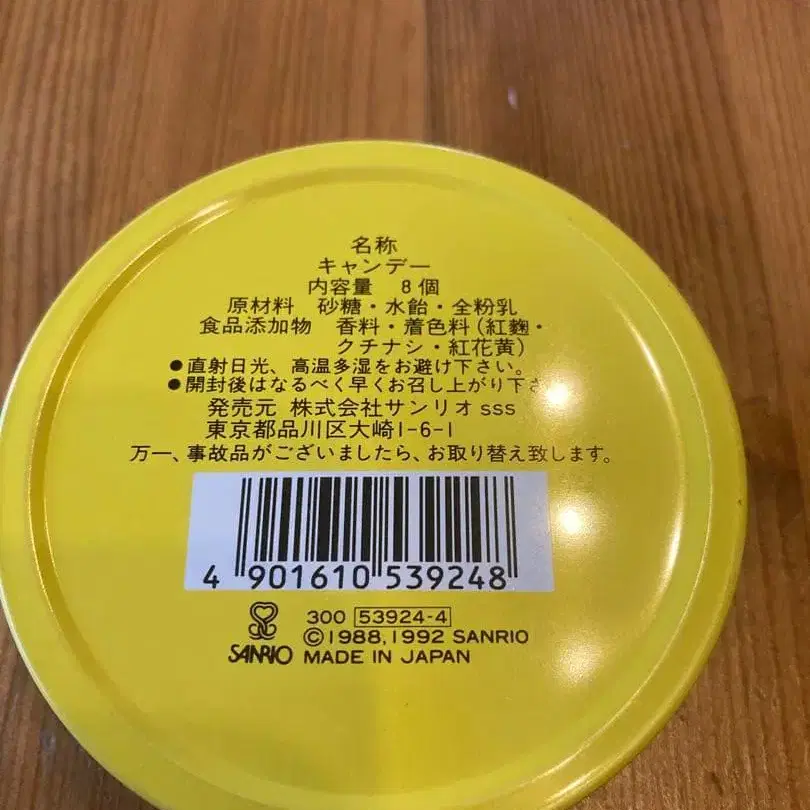 名称
キャンデー
内容量 8個
原材料 砂糖・水飴・全粉乳
食品添加物 香料・着色料(紅麴・
クチナシ・紅花黄)
●直射日光、高温多湿をお避け下さい。
●開封後はなるべく早くお召し上がり下さ
発売元 株式会社サンリオ sss
東京都品川区大崎1-6-1
万一、事故品がございましたら、お取り替え致します。
4 901610 539248
300 53924-4
©1988,1992 SANRIO
SANRIO MADE IN JAPAN